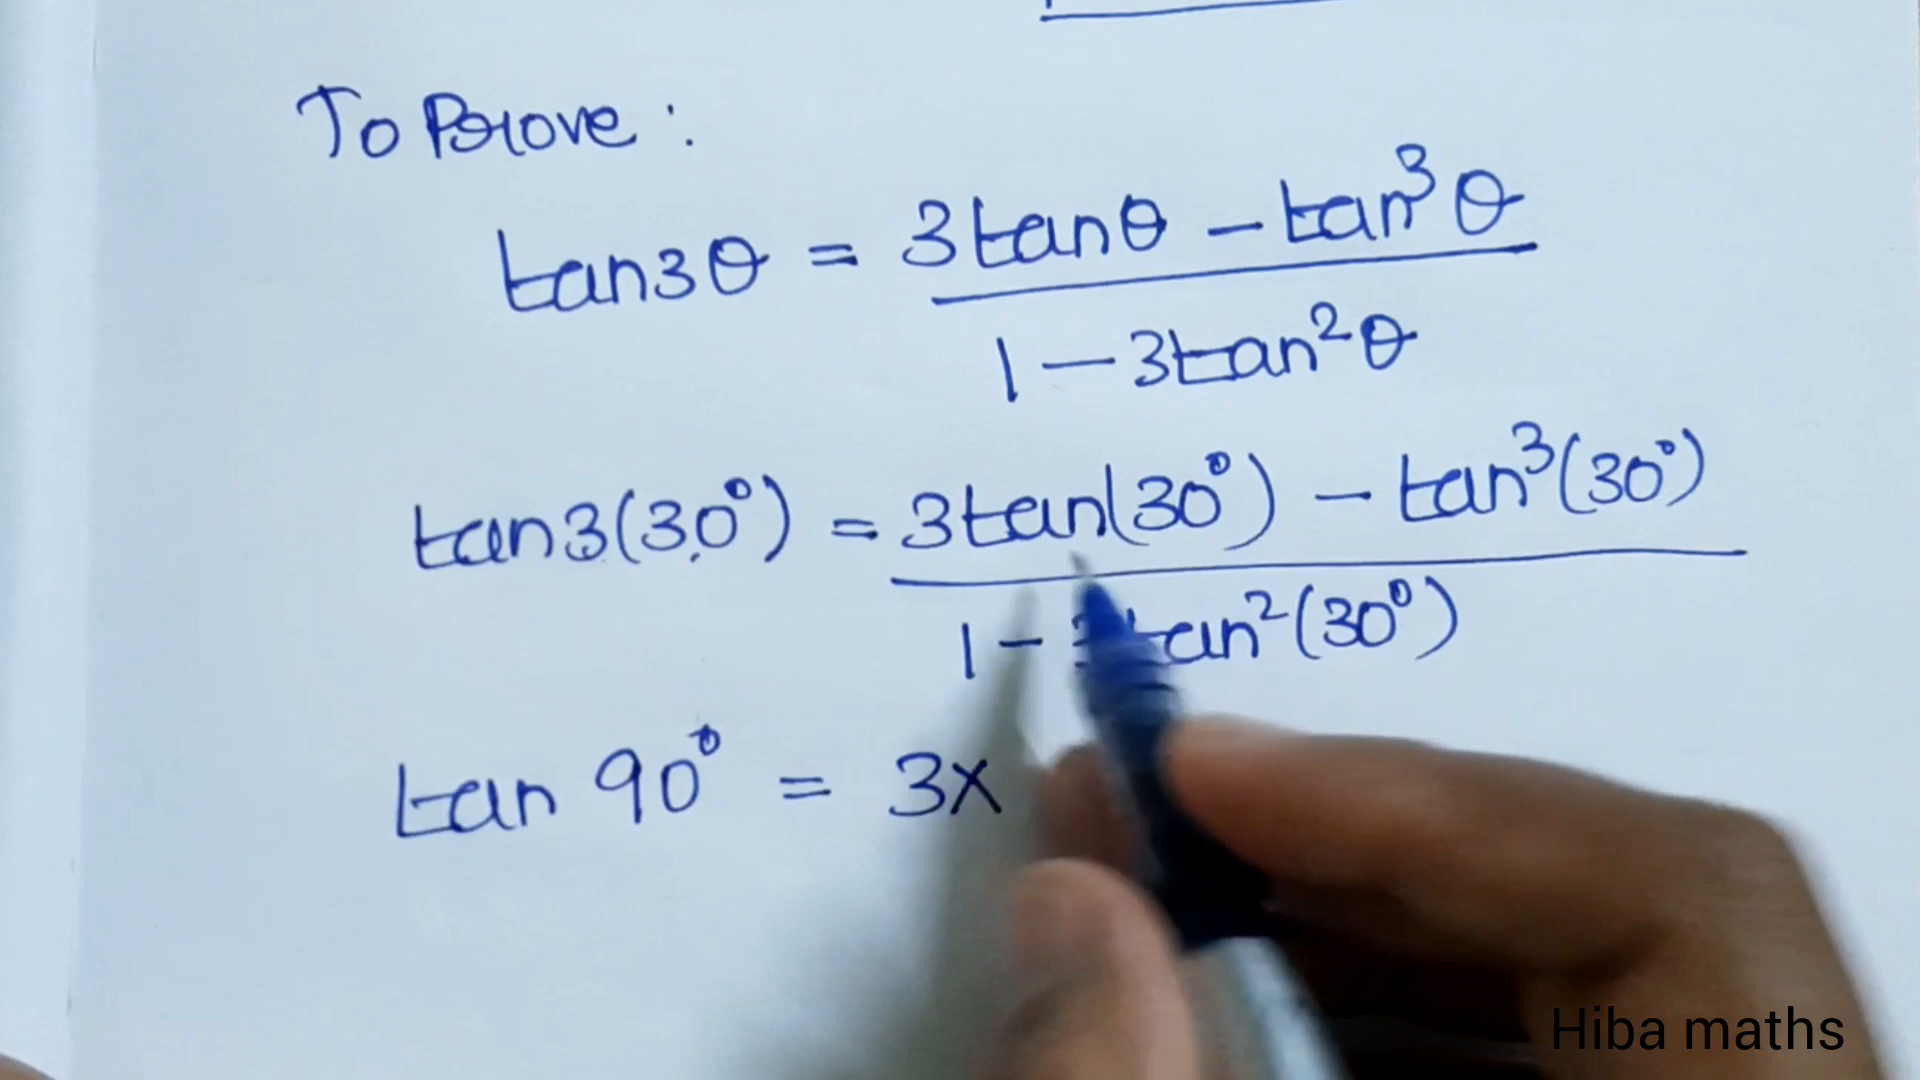 To Prove :
tan3θ = 3tanθ - tan³θ
1 - 3tan²θ
tan3(30°) = 3tan(30°) - tan³(30°)
1 - tan²(30°)
tan 90° = 3x
Hiba maths